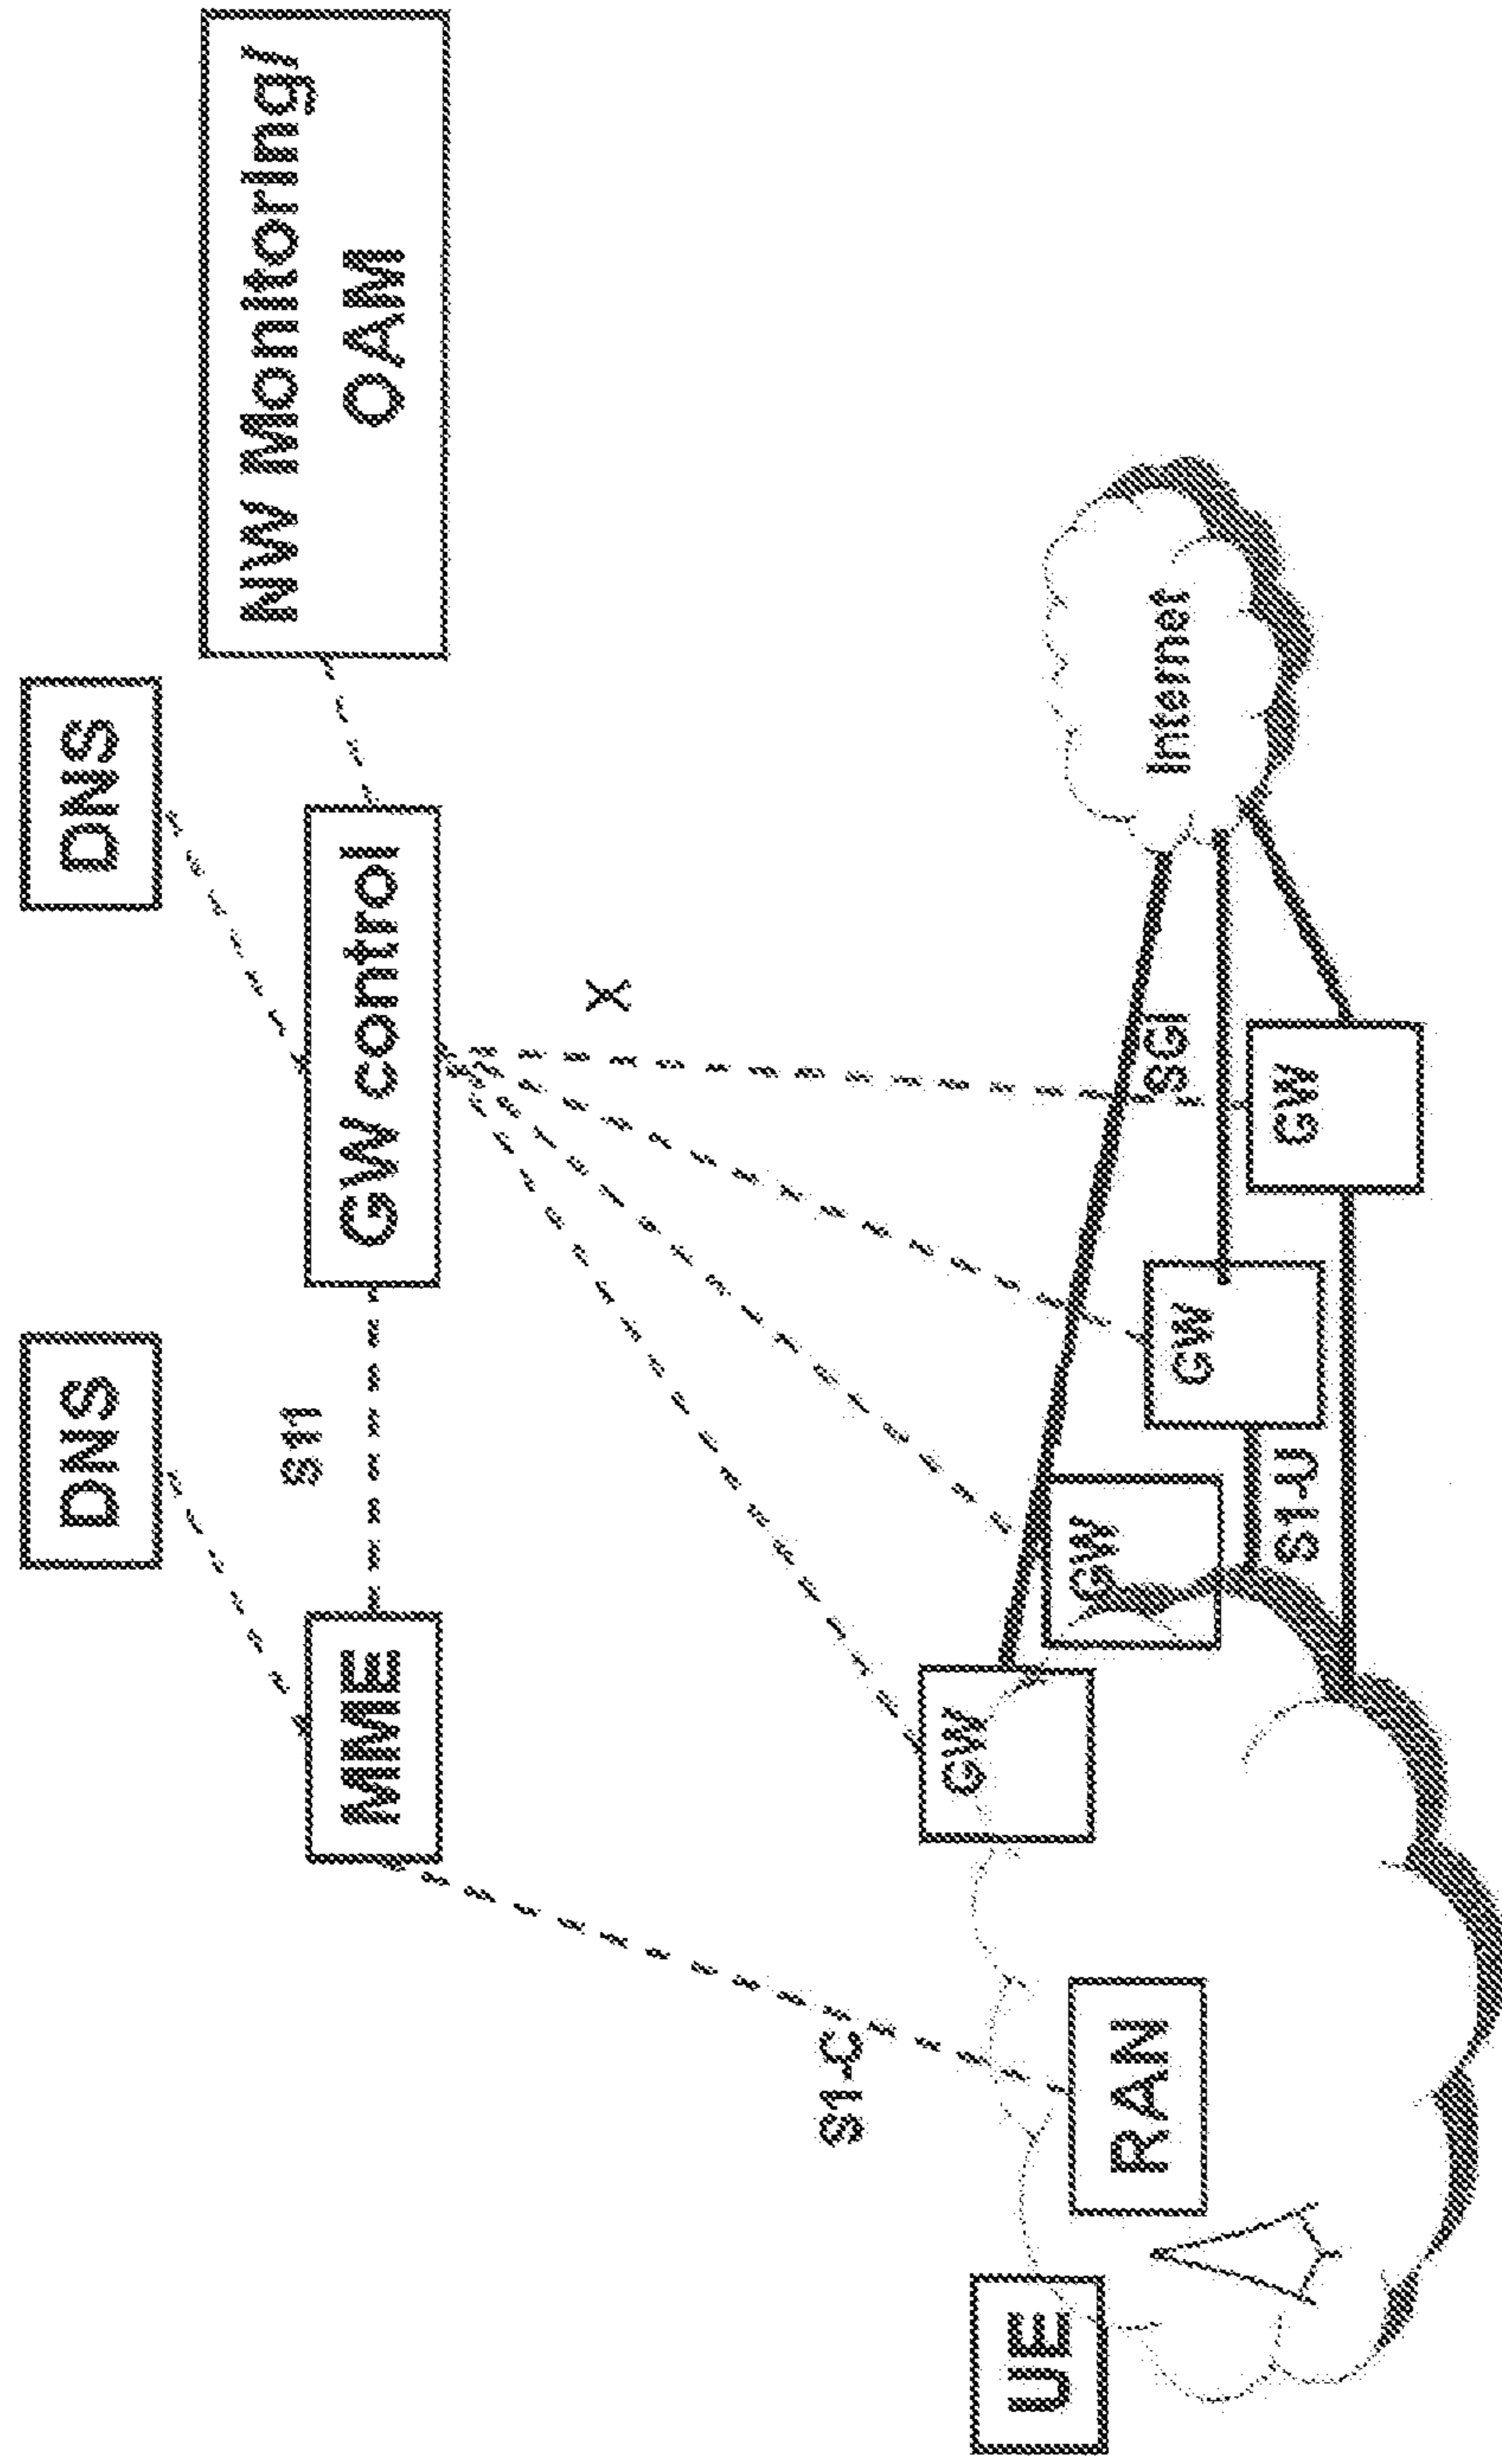 DNS
DNS
NW Monitoring/
OAM
S11
MME
GW control
X
S1-C
GW
GW
GW
GW
SGi
S1-U
Internet
UE
RAN